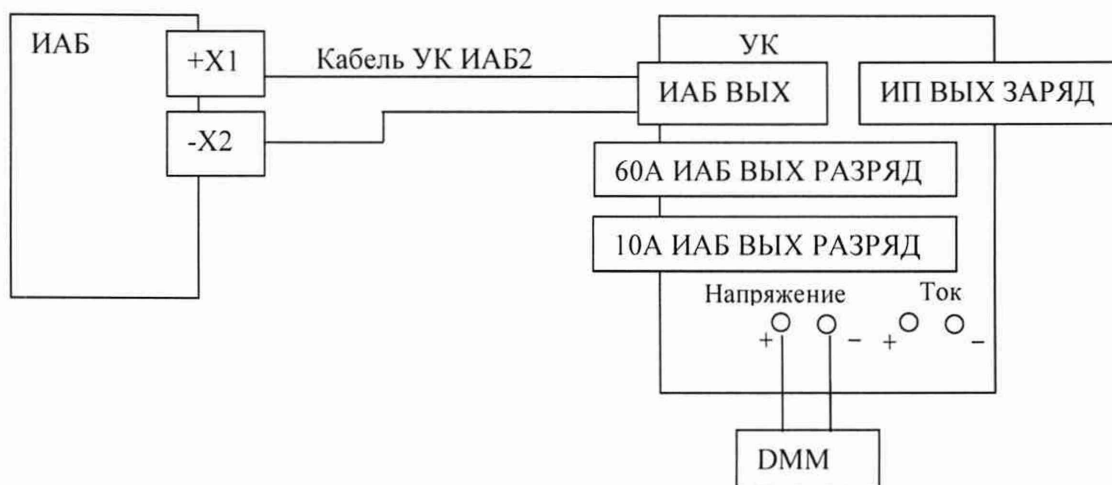 ИАБ
+X1
-X2
Кабель УК ИАБ2
УК
ИАБ ВЫХ
ИП ВЫХ ЗАРЯД
60А ИАБ ВЫХ РАЗРЯД
10А ИАБ ВЫХ РАЗРЯД
Напряжение Ток
+ − + −
DMM